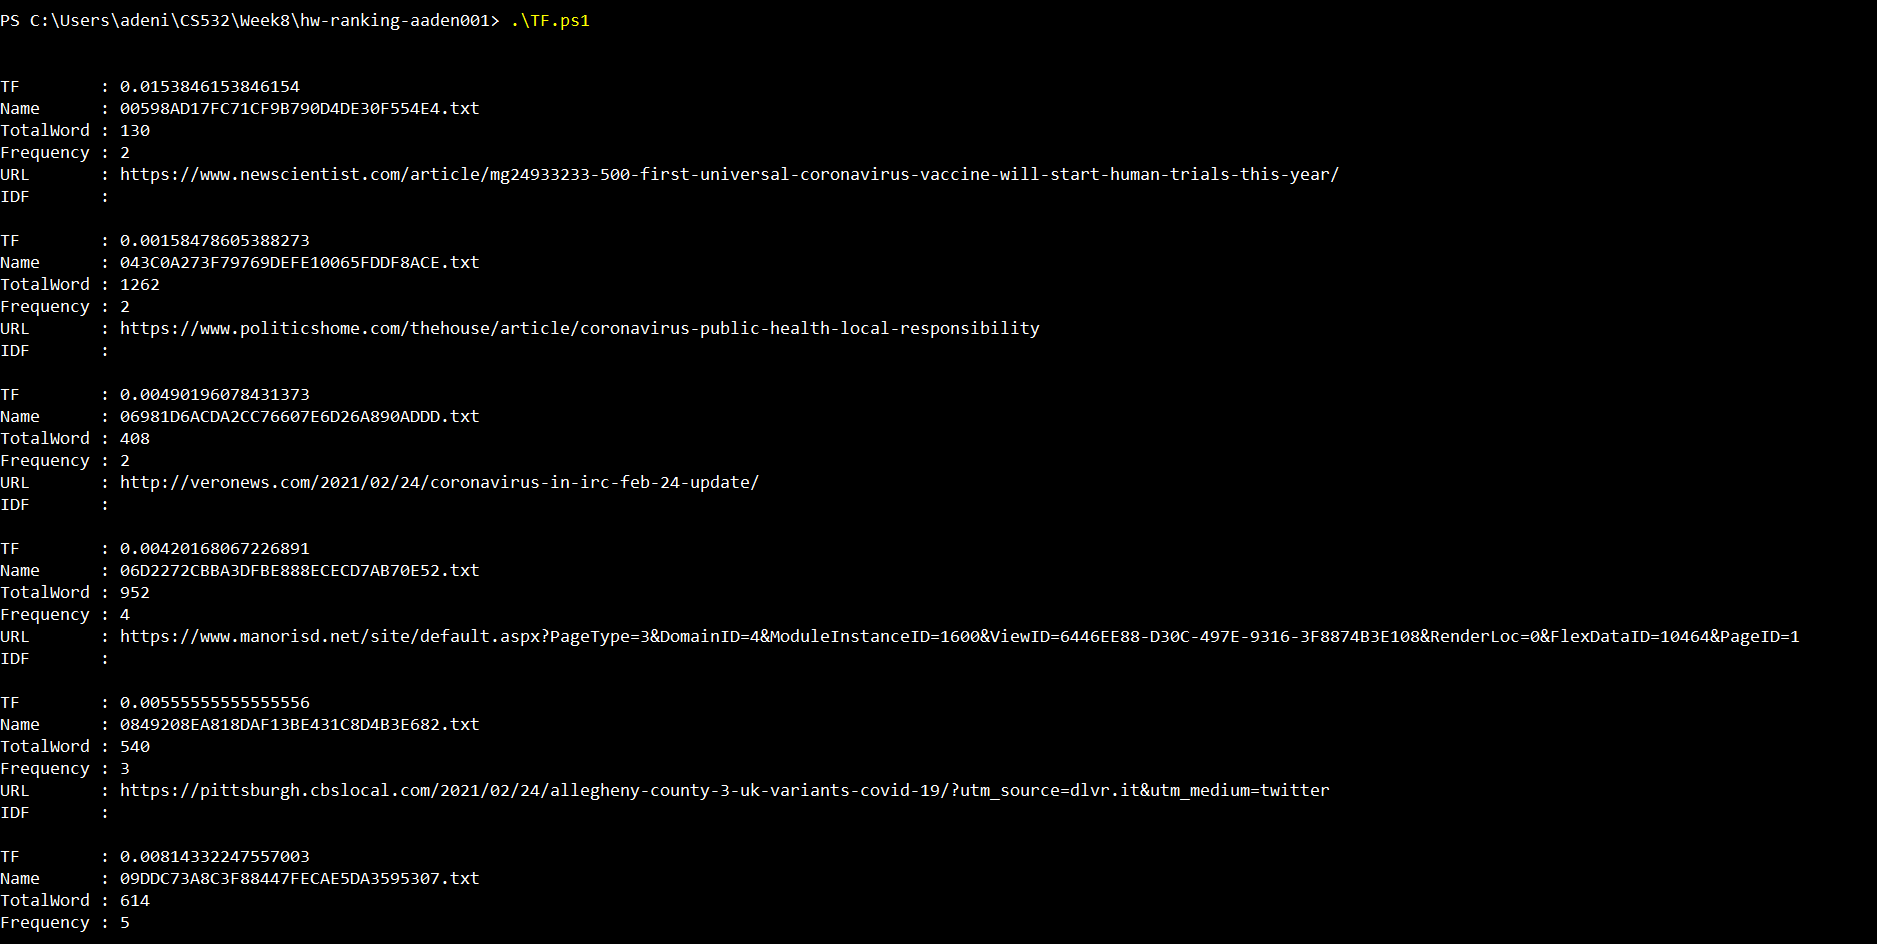 PS C:\Users\adeni\CS532\Week8\hw-ranking-aaden001> .\TF.ps1
TF        : 0.0153846153846154
Name      : 00598AD17FC71CF9B790D4DE30F554E4.txt
TotalWord : 130
Frequency : 2
URL       : https://www.newscientist.com/article/mg24933233-500-first-universal-coronavirus-vaccine-will-start-human-trials-this-year/
IDF       :
TF        : 0.00158478605388273
Name      : 043C0A273F79769DEFE10065FDDF8ACE.txt
TotalWord : 1262
Frequency : 2
URL       : https://www.politicshome.com/thehouse/article/coronavirus-public-health-local-responsibility
IDF       :
TF        : 0.00490196078431373
Name      : 06981D6ACDA2CC76607E6D26A890ADDD.txt
TotalWord : 408
Frequency : 2
URL       : http://veronews.com/2021/02/24/coronavirus-in-irc-feb-24-update/
IDF       :
TF        : 0.00420168067226891
Name      : 06D2272CBBA3DFBE888ECECD7AB70E52.txt
TotalWord : 952
Frequency : 4
URL       : https://www.manorisd.net/site/default.aspx?PageType=3&DomainID=4&ModuleInstanceID=1600&ViewID=6446EE88-D30C-497E-9316-3F8874B3E108&RenderLoc=0&FlexDataID=10464&PageID=1
IDF       :
TF        : 0.00555555555555556
Name      : 0849208EA818DAF13BE431C8D4B3E682.txt
TotalWord : 540
Frequency : 3
URL       : https://pittsburgh.cbslocal.com/2021/02/24/allegheny-county-3-uk-variants-covid-19/?utm_source=dlvr.it&utm_medium=twitter
IDF       :
TF        : 0.00814332247557003
Name      : 09DDC73A8C3F88447FECAE5DA3595307.txt
TotalWord : 614
Frequency : 5